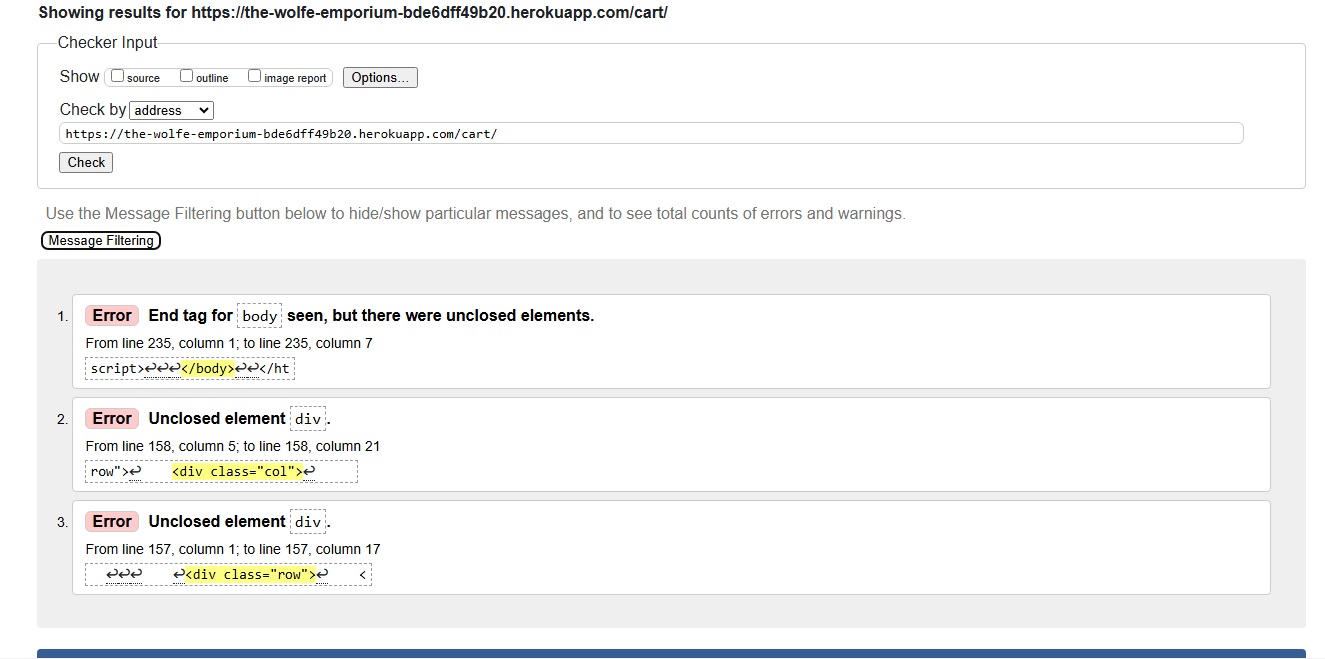 Showing results for https://the-wolfe-emporium-bde6dff49b20.herokuapp.com/cart/
Checker Input
Show source outline image report Options...
Check by address
https://the-wolfe-emporium-bde6dff49b20.herokuapp.com/cart/
Check
Use the Message Filtering button below to hide/show particular messages, and to see total counts of errors and warnings.
Message Filtering
1. Error End tag for body seen, but there were unclosed elements.
From line 235, column 1; to line 235, column 7
script>↩↩↩</body>↩↩</ht
2. Error Unclosed element div.
From line 158, column 5; to line 158, column 21
row">↩ <div class="col">↩
3. Error Unclosed element div.
From line 157, column 1; to line 157, column 17
↩↩↩ ↩<div class="row">↩ <